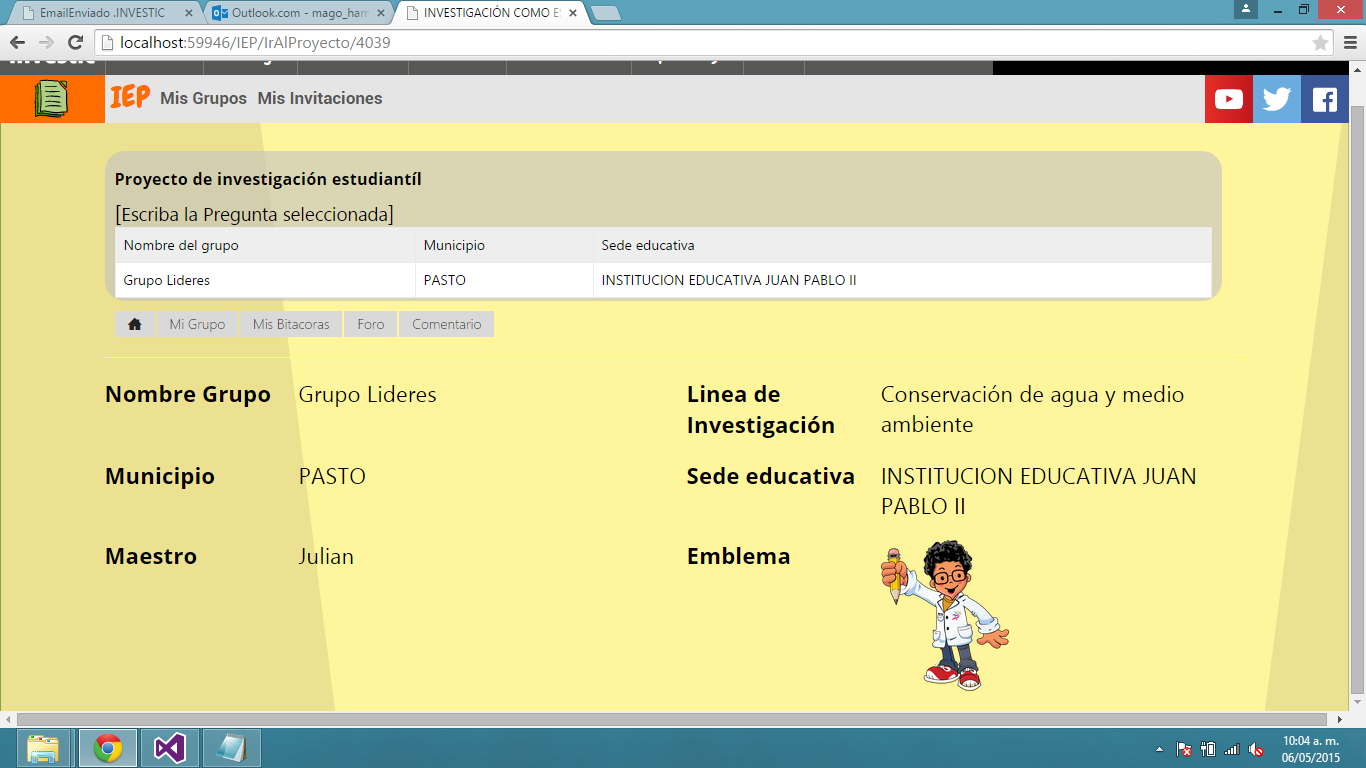 EmailEnviado .INVESTIC
Outlook.com - mago_ham
INVESTIGACIÓN COMO ES
localhost:59946/IEP/IrAlProyecto/4039
IEP Mis Grupos Mis Invitaciones
Proyecto de investigación estudiantíl
[Escriba la Pregunta seleccionada]
Nombre del grupo Municipio Sede educativa
Grupo Lideres PASTO INSTITUCION EDUCATIVA JUAN PABLO II
Mi Grupo Mis Bitacoras Foro Comentario
Nombre Grupo Grupo Lideres
Linea de Investigación Conservación de agua y medio
ambiente
Municipio PASTO
Sede educativa INSTITUCION EDUCATIVA JUAN
PABLO II
Maestro Julian
Emblema
10:04 a. m.
06/05/2015